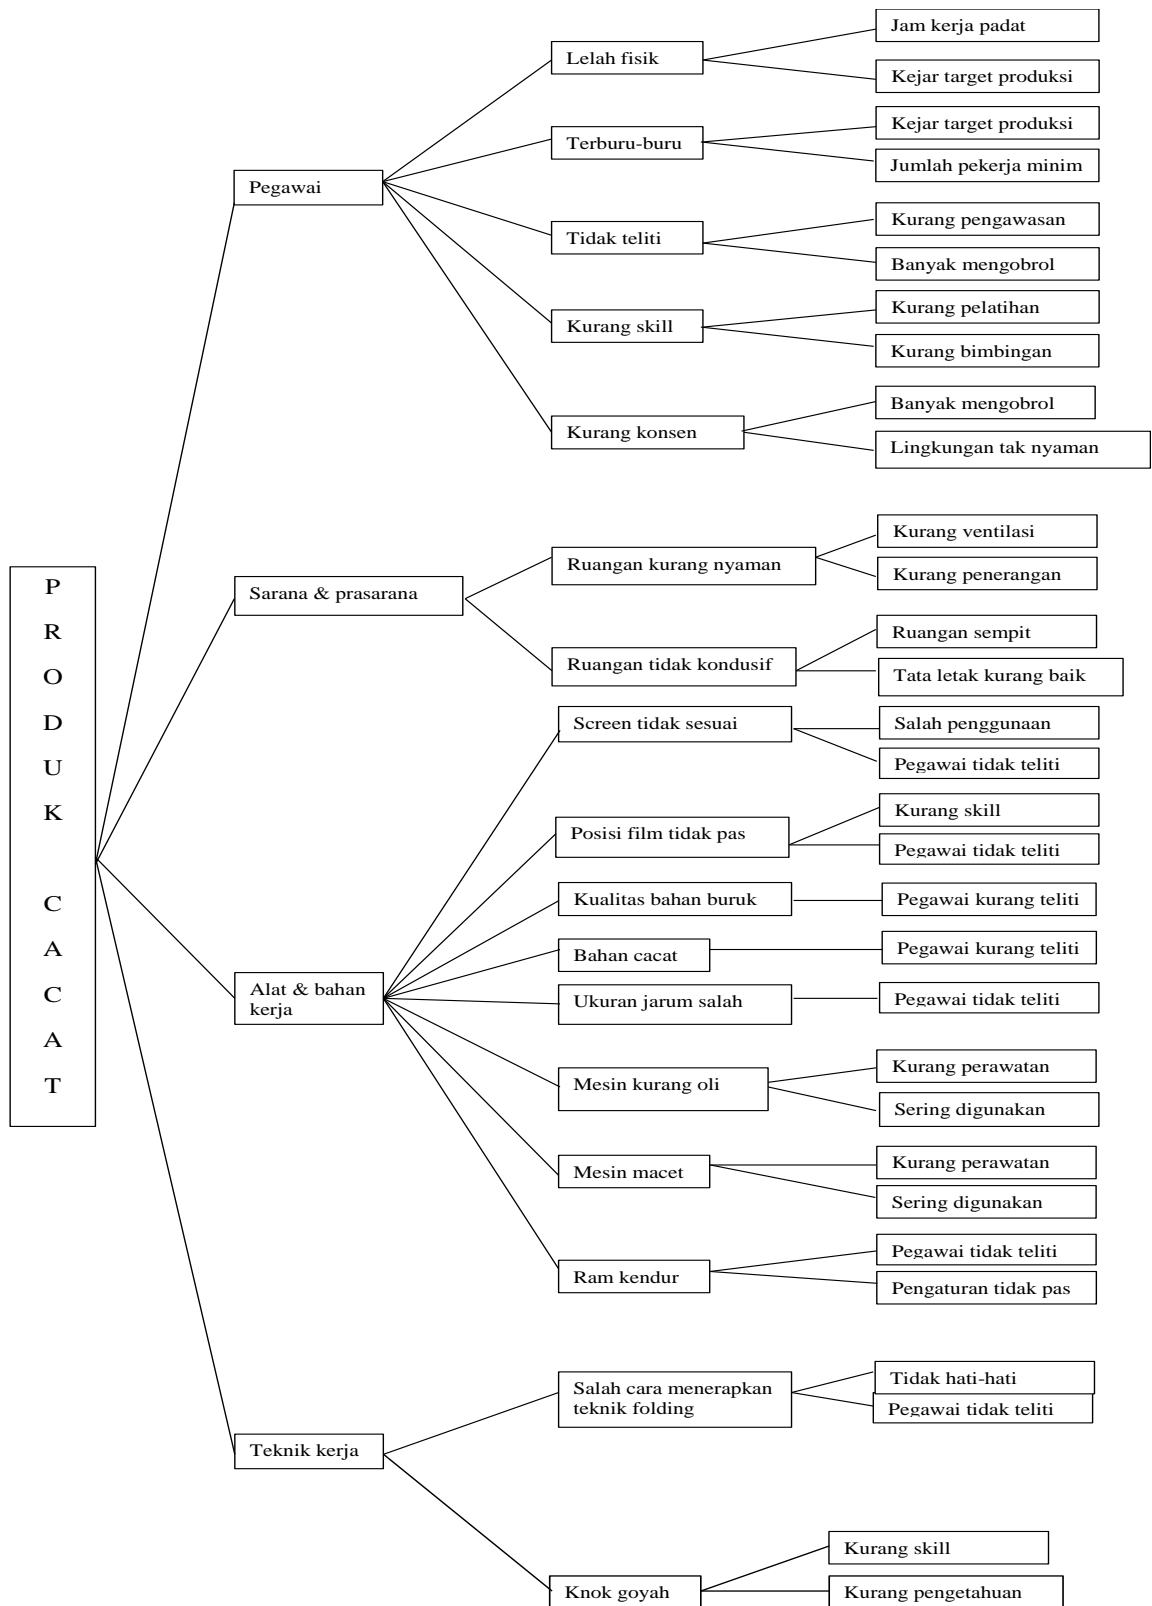 Jam kerja padat
Lelah fisik
Kejar target produksi
Kejar target produksi
Terburu-buru
Jumlah pekerja minim
Pegawai
Kurang pengawasan
Tidak teliti
Banyak mengobrol
Kurang pelatihan
Kurang skill
Kurang bimbingan
Banyak mengobrol
Kurang konsen
Lingkungan tak nyaman
Kurang ventilasi
Ruangan kurang nyaman
Kurang penerangan
Sarana & prasarana
Ruangan sempit
Ruangan tidak kondusif
Tata letak kurang baik
P
R
O
D
U
K
C
A
C
A
T
Screen tidak sesuai
Salah penggunaan
Pegawai tidak teliti
Kurang skill
Posisi film tidak pas
Pegawai tidak teliti
Kualitas bahan buruk
Pegawai kurang teliti
Bahan cacat
Pegawai kurang teliti
Alat & bahan
kerja
Ukuran jarum salah
Pegawai tidak teliti
Kurang perawatan
Mesin kurang oli
Sering digunakan
Kurang perawatan
Mesin macet
Sering digunakan
Pegawai tidak teliti
Ram kendur
Pengaturan tidak pas
Salah cara menerapkan
teknik folding
Tidak hati-hati
Pegawai tidak teliti
Teknik kerja
Kurang skill
Knok goyah
Kurang pengetahuan